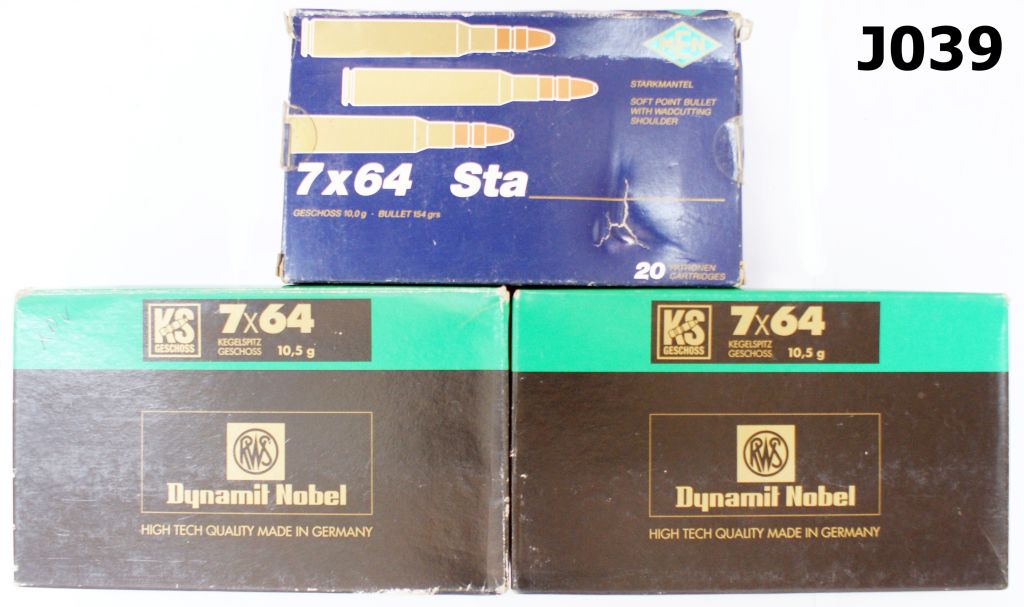 J039
MEN
STARKMANTEL
SOFT POINT BULLET
WITH WADCUTTING
SHOULDER
7x64 Sta
GESCHOSS 10,0 g · BULLET 154 grs
20 PATRONEN
CARTRIDGES
KS
GESCHOSS
7x64
KEGELSPITZ
GESCHOSS 10,5 g
RWS
Dynamit Nobel
HIGH TECH QUALITY MADE IN GERMANY
KS
GESCHOSS
7x64
KEGELSPITZ
GESCHOSS 10,5 g
RWS
Dynamit Nobel
HIGH TECH QUALITY MADE IN GERMANY